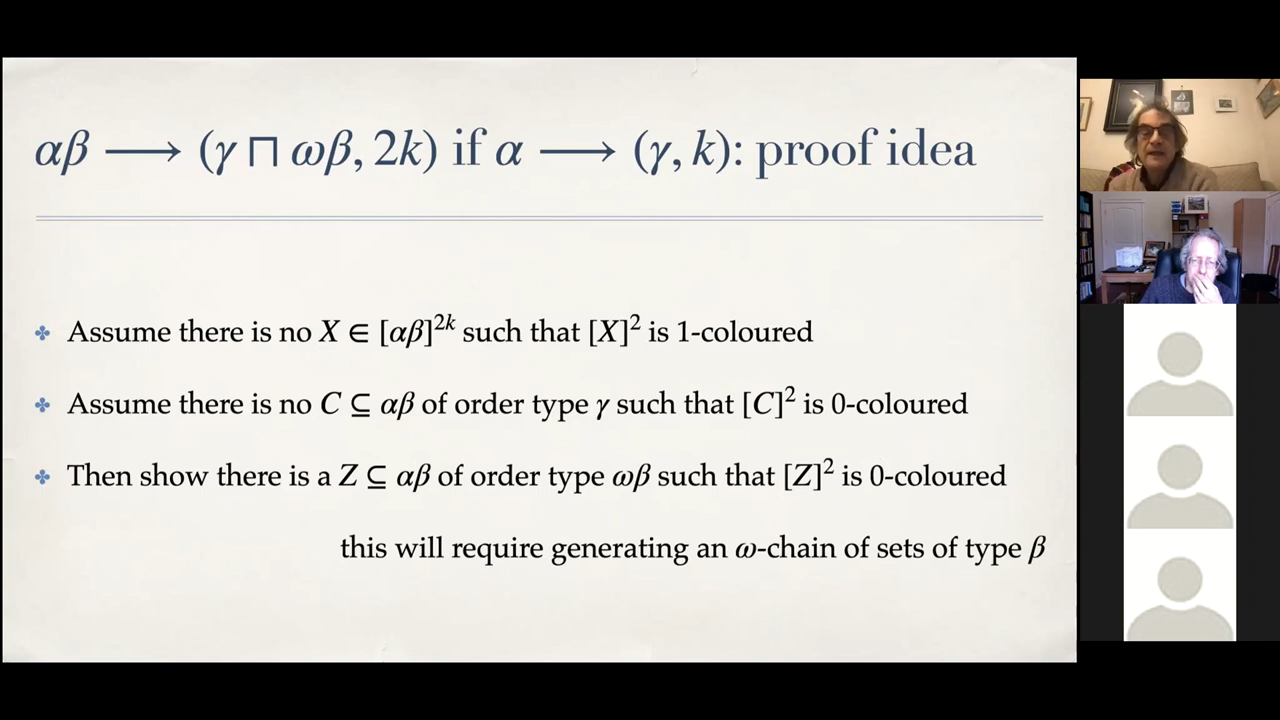 αβ ⟶ (γ ⊓ ωβ, 2k) if α ⟶ (γ, k): proof idea
Assume there is no X ∈ [αβ]²ᵏ such that [X]² is 1-coloured
Assume there is no C ⊆ αβ of order type γ such that [C]² is 0-coloured
Then show there is a Z ⊆ αβ of order type ωβ such that [Z]² is 0-coloured
this will require generating an ω-chain of sets of type β